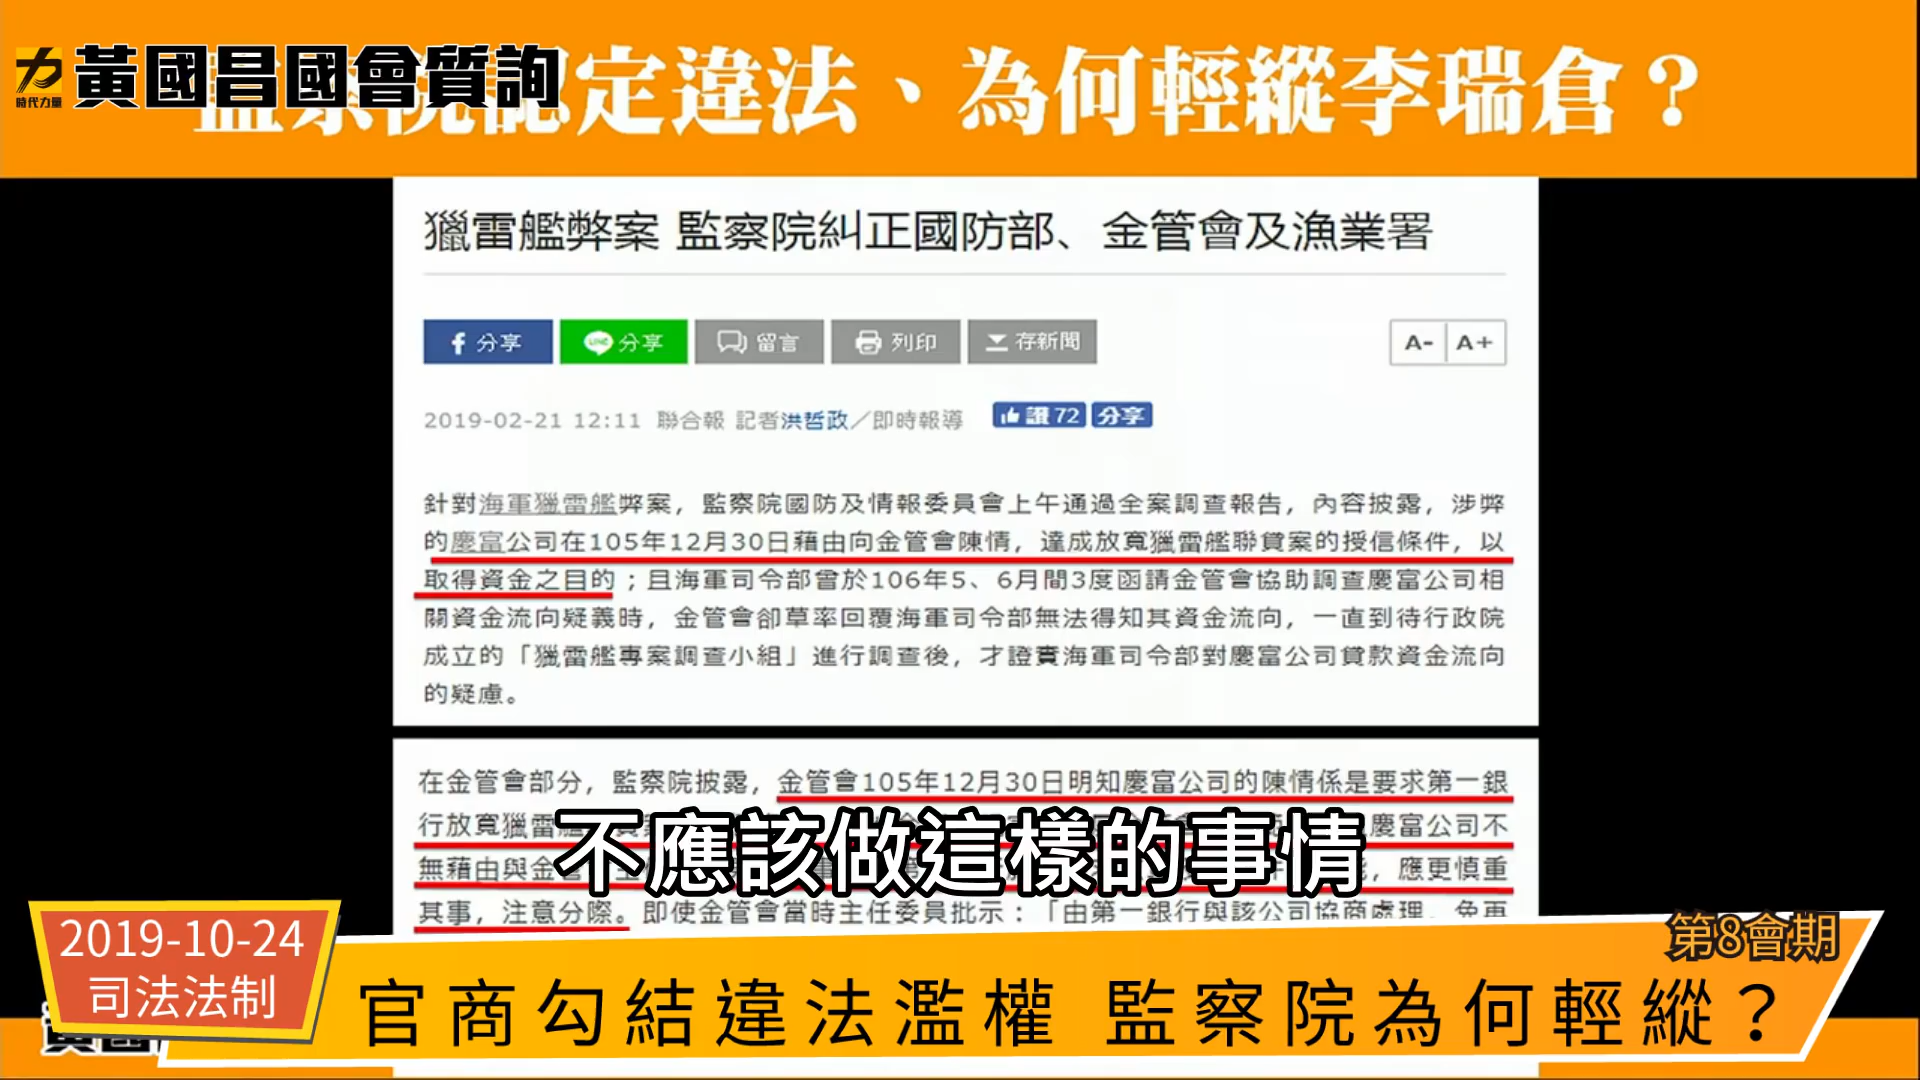 時代力量
黃國昌國會質詢
認定違法、為何輕縱李瑞倉？
獵雷艦弊案 監察院糾正國防部、金管會及漁業署
分享 分享 留言 列印 存新聞 A- A+
2019-02-21 12:11 聯合報 記者洪哲政／即時報導 讚 72 分享
針對海軍獵雷艦弊案，監察院國防及情報委員會上午通過全案調查報告，內容披露，涉弊
的慶富公司在105年12月30日藉由向金管會陳情，達成放寬獵雷艦聯貸案的授信條件，以
取得資金之目的；且海軍司令部曾於106年5、6月間3度函請金管會協助調查慶富公司相
關資金流向疑義時，金管會卻草率回覆海軍司令部無法得知其資金流向，一直到待行政院
成立的「獵雷艦專案調查小組」進行調查後，才證實海軍司令部對慶富公司貸款資金流向
的疑慮。
在金管會部分，監察院披露，金管會105年12月30日明知慶富公司的陳情係是要求第一銀
行放寬獵雷 慶富公司不
無藉由與金 ，應更慎重
其事，注意分際。即使金管會當時主任委員批示：「由第一銀行與該公司協商處理，免再
不應該做這樣的事情
2019-10-24
司法法制
第8會期
官商勾結違法濫權 監察院為何輕縱？